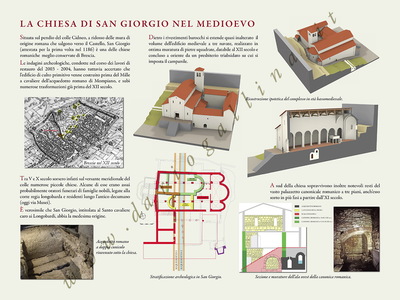 LA CHIESA DI SAN GIORGIO NEL MEDIOEVO
Situata sul pendio del colle Cidneo, a ridosso delle mura di
origine romana che salgono verso il Castello, San Giorgio
(attestata per la prima volta nel 1186) è una delle chiese
romaniche meglio conservate di Brescia.
Le indagini archeologiche, condotte nel corso dei lavori di
restauro del 2003 - 2004, hanno tuttavia accertato che
l'edificio di culto primitivo venne costruito prima del Mille
a cavaliere dell'acquedotto romano di Mompiano, e subì
numerose trasformazioni già prima del XII secolo.
Brescia nel XII secolo
Tra V e X secolo sorsero infatti sul versante meridionale del
colle numerose piccole chiese. Alcune di esse erano assai
probabilmente oratori funerari di famiglie nobili, legate alla
corte regia longobarda e residenti lungo l'antico decumano
(oggi via Musei).
È verosimile che San Giorgio, intitolata al Santo cavaliere
caro ai Longobardi, abbia la medesima origine.
Acquedotto romano
rinvenuto sotto la chiesa.
Dietro i rivestimenti barocchi si estende quasi inalterato il
volume dell'edificio medievale a tre navate, realizzato in
ottima muratura di pietre squadrate, databile al XII secolo e
concluso a oriente da un presbiterio triabsidato su cui si
imposta il campanile.
Ricostruzione ipotetica del complesso in età bassomedievale.
Stratificazione archeologica in San Giorgio.
A sud della chiesa sopravvivono inoltre notevoli resti del
vasto palazzetto canonicale romanico a tre piani, anch'esso
sorto in più fasi a partire dall'XI secolo.
Sezione e murature dell'ala ovest della canonica romanica.